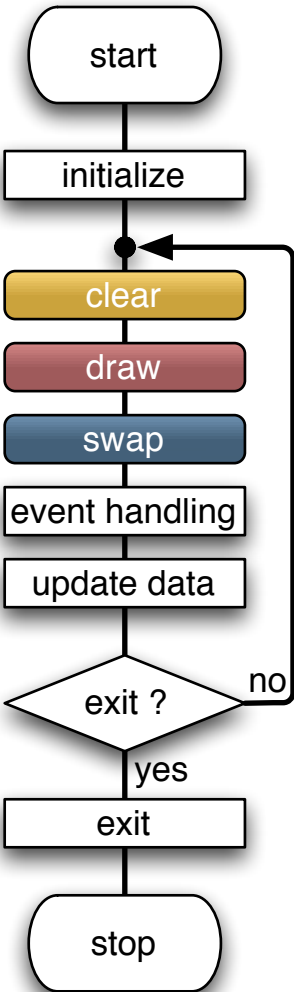 start
initialize
clear
draw
swap
event handling
update data
exit ?
no
yes
exit
stop